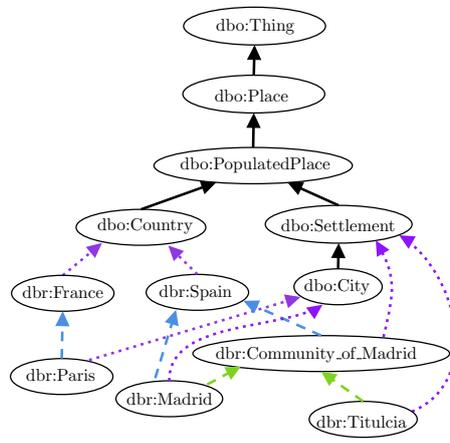 dbo:Thing
dbo:Place
dbo:PopulatedPlace
dbo:Country
dbo:Settlement
dbr:France
dbr:Spain
dbo:City
dbr:Community_of_Madrid
dbr:Paris
dbr:Madrid
dbr:Titulcia